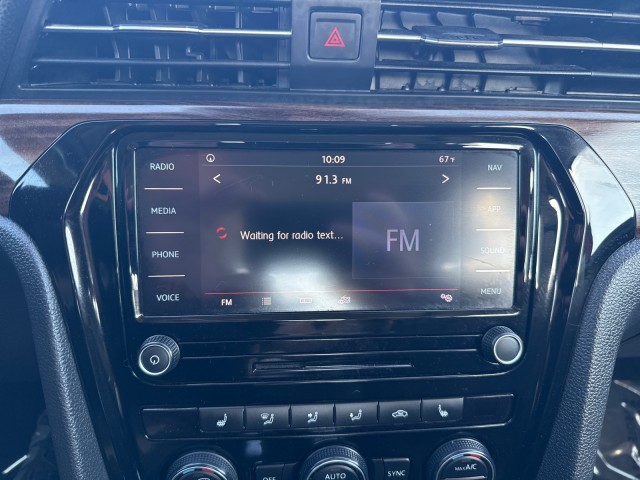 RADIO
10:09
67°F
NAV
91.3 FM
MEDIA
Waiting for radio text...
FM
SOUND
PHONE
VOICE
FM
MENU
OFF
AUTO
SYNC
MAX A/C